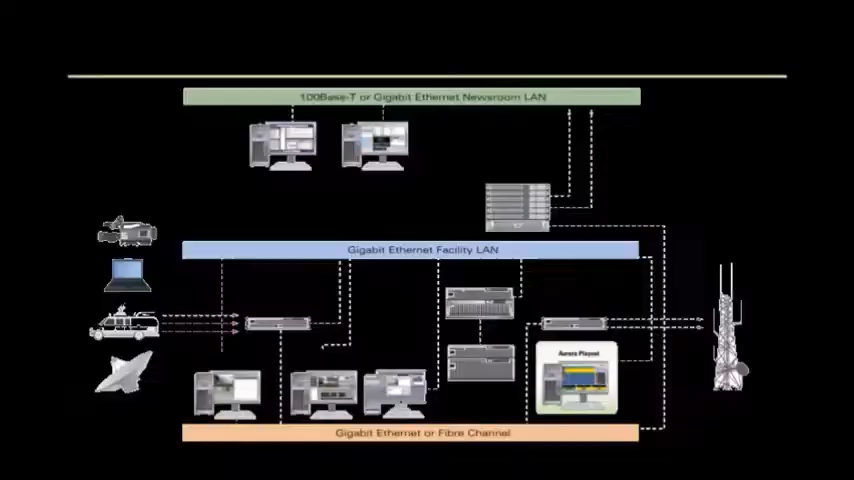 100Base-T or Gigabit Ethernet Newsroom LAN
Gigabit Ethernet Facility LAN
Aurora Playout
Gigabit Ethernet or Fibre Channel